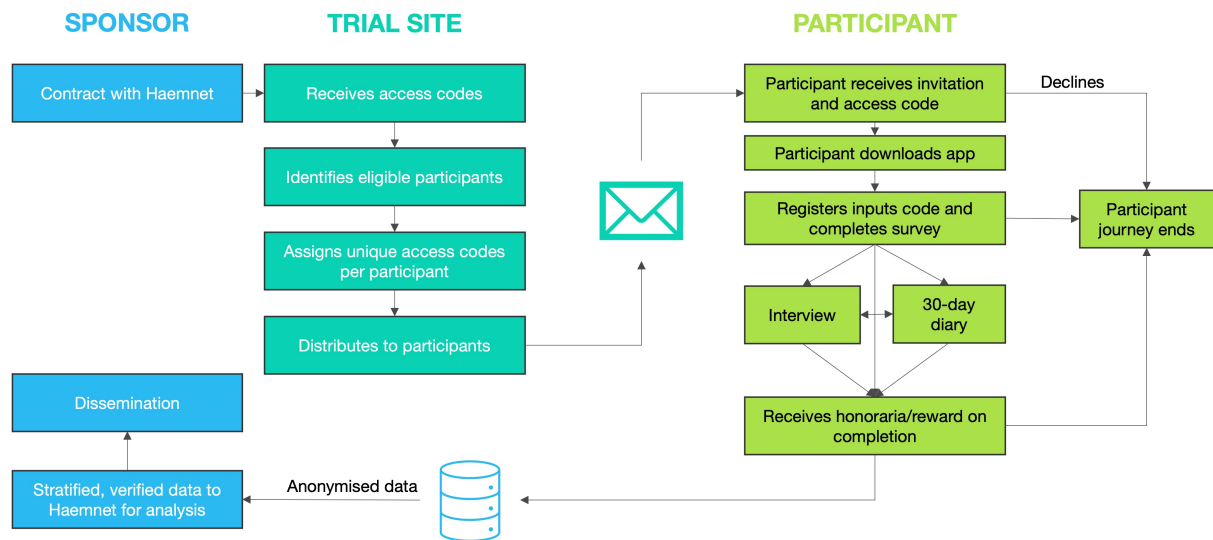 SPONSOR
TRIAL SITE
PARTICIPANT
Contract with Haemnet
Receives access codes
Participant receives invitation
and access code
Declines
Participant downloads app
Identifies eligible participants
Registers inputs code and
completes survey
Participant
journey ends
Assigns unique access codes
per participant
Interview
30-day
diary
Distributes to participants
Dissemination
Receives honoraria/reward on
completion
Stratified, verified data to
Haemnet for analysis
Anonymised data